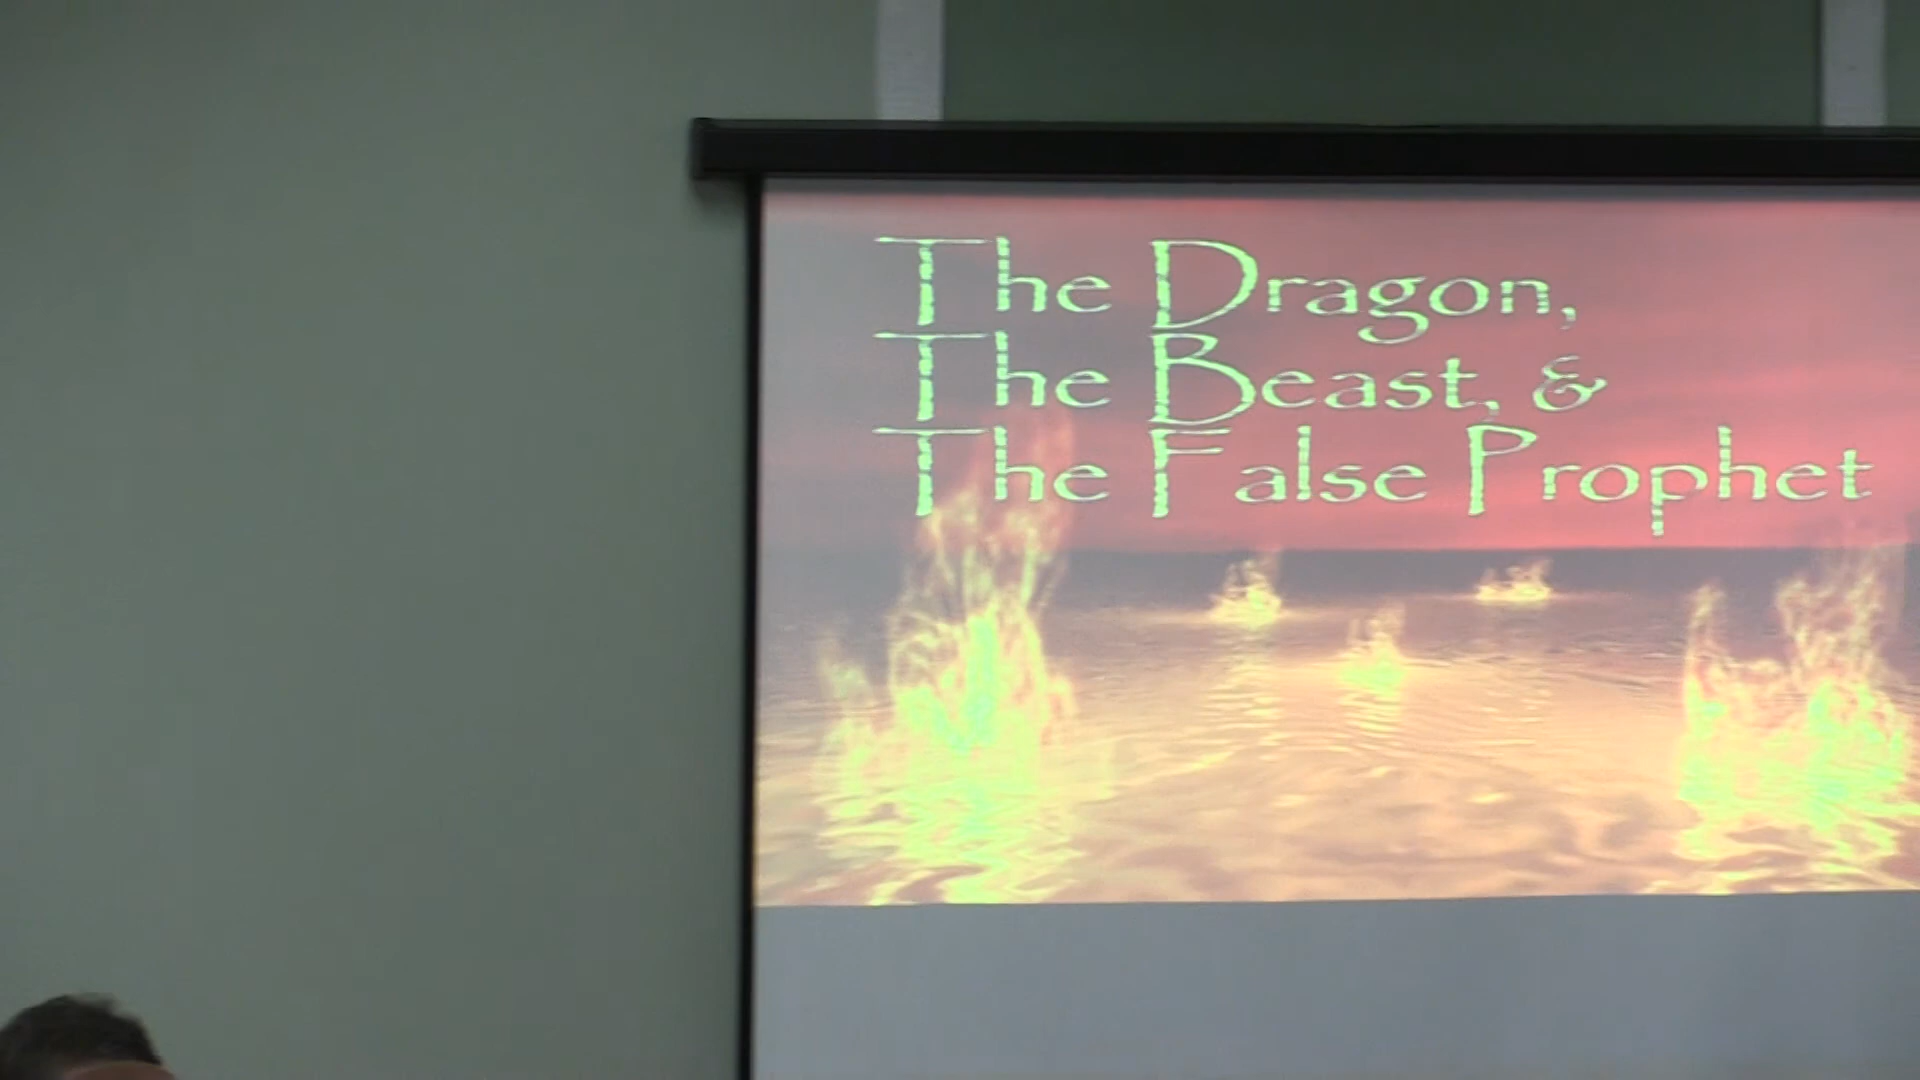 The Dragon,
The Beast, &
The False Prophet